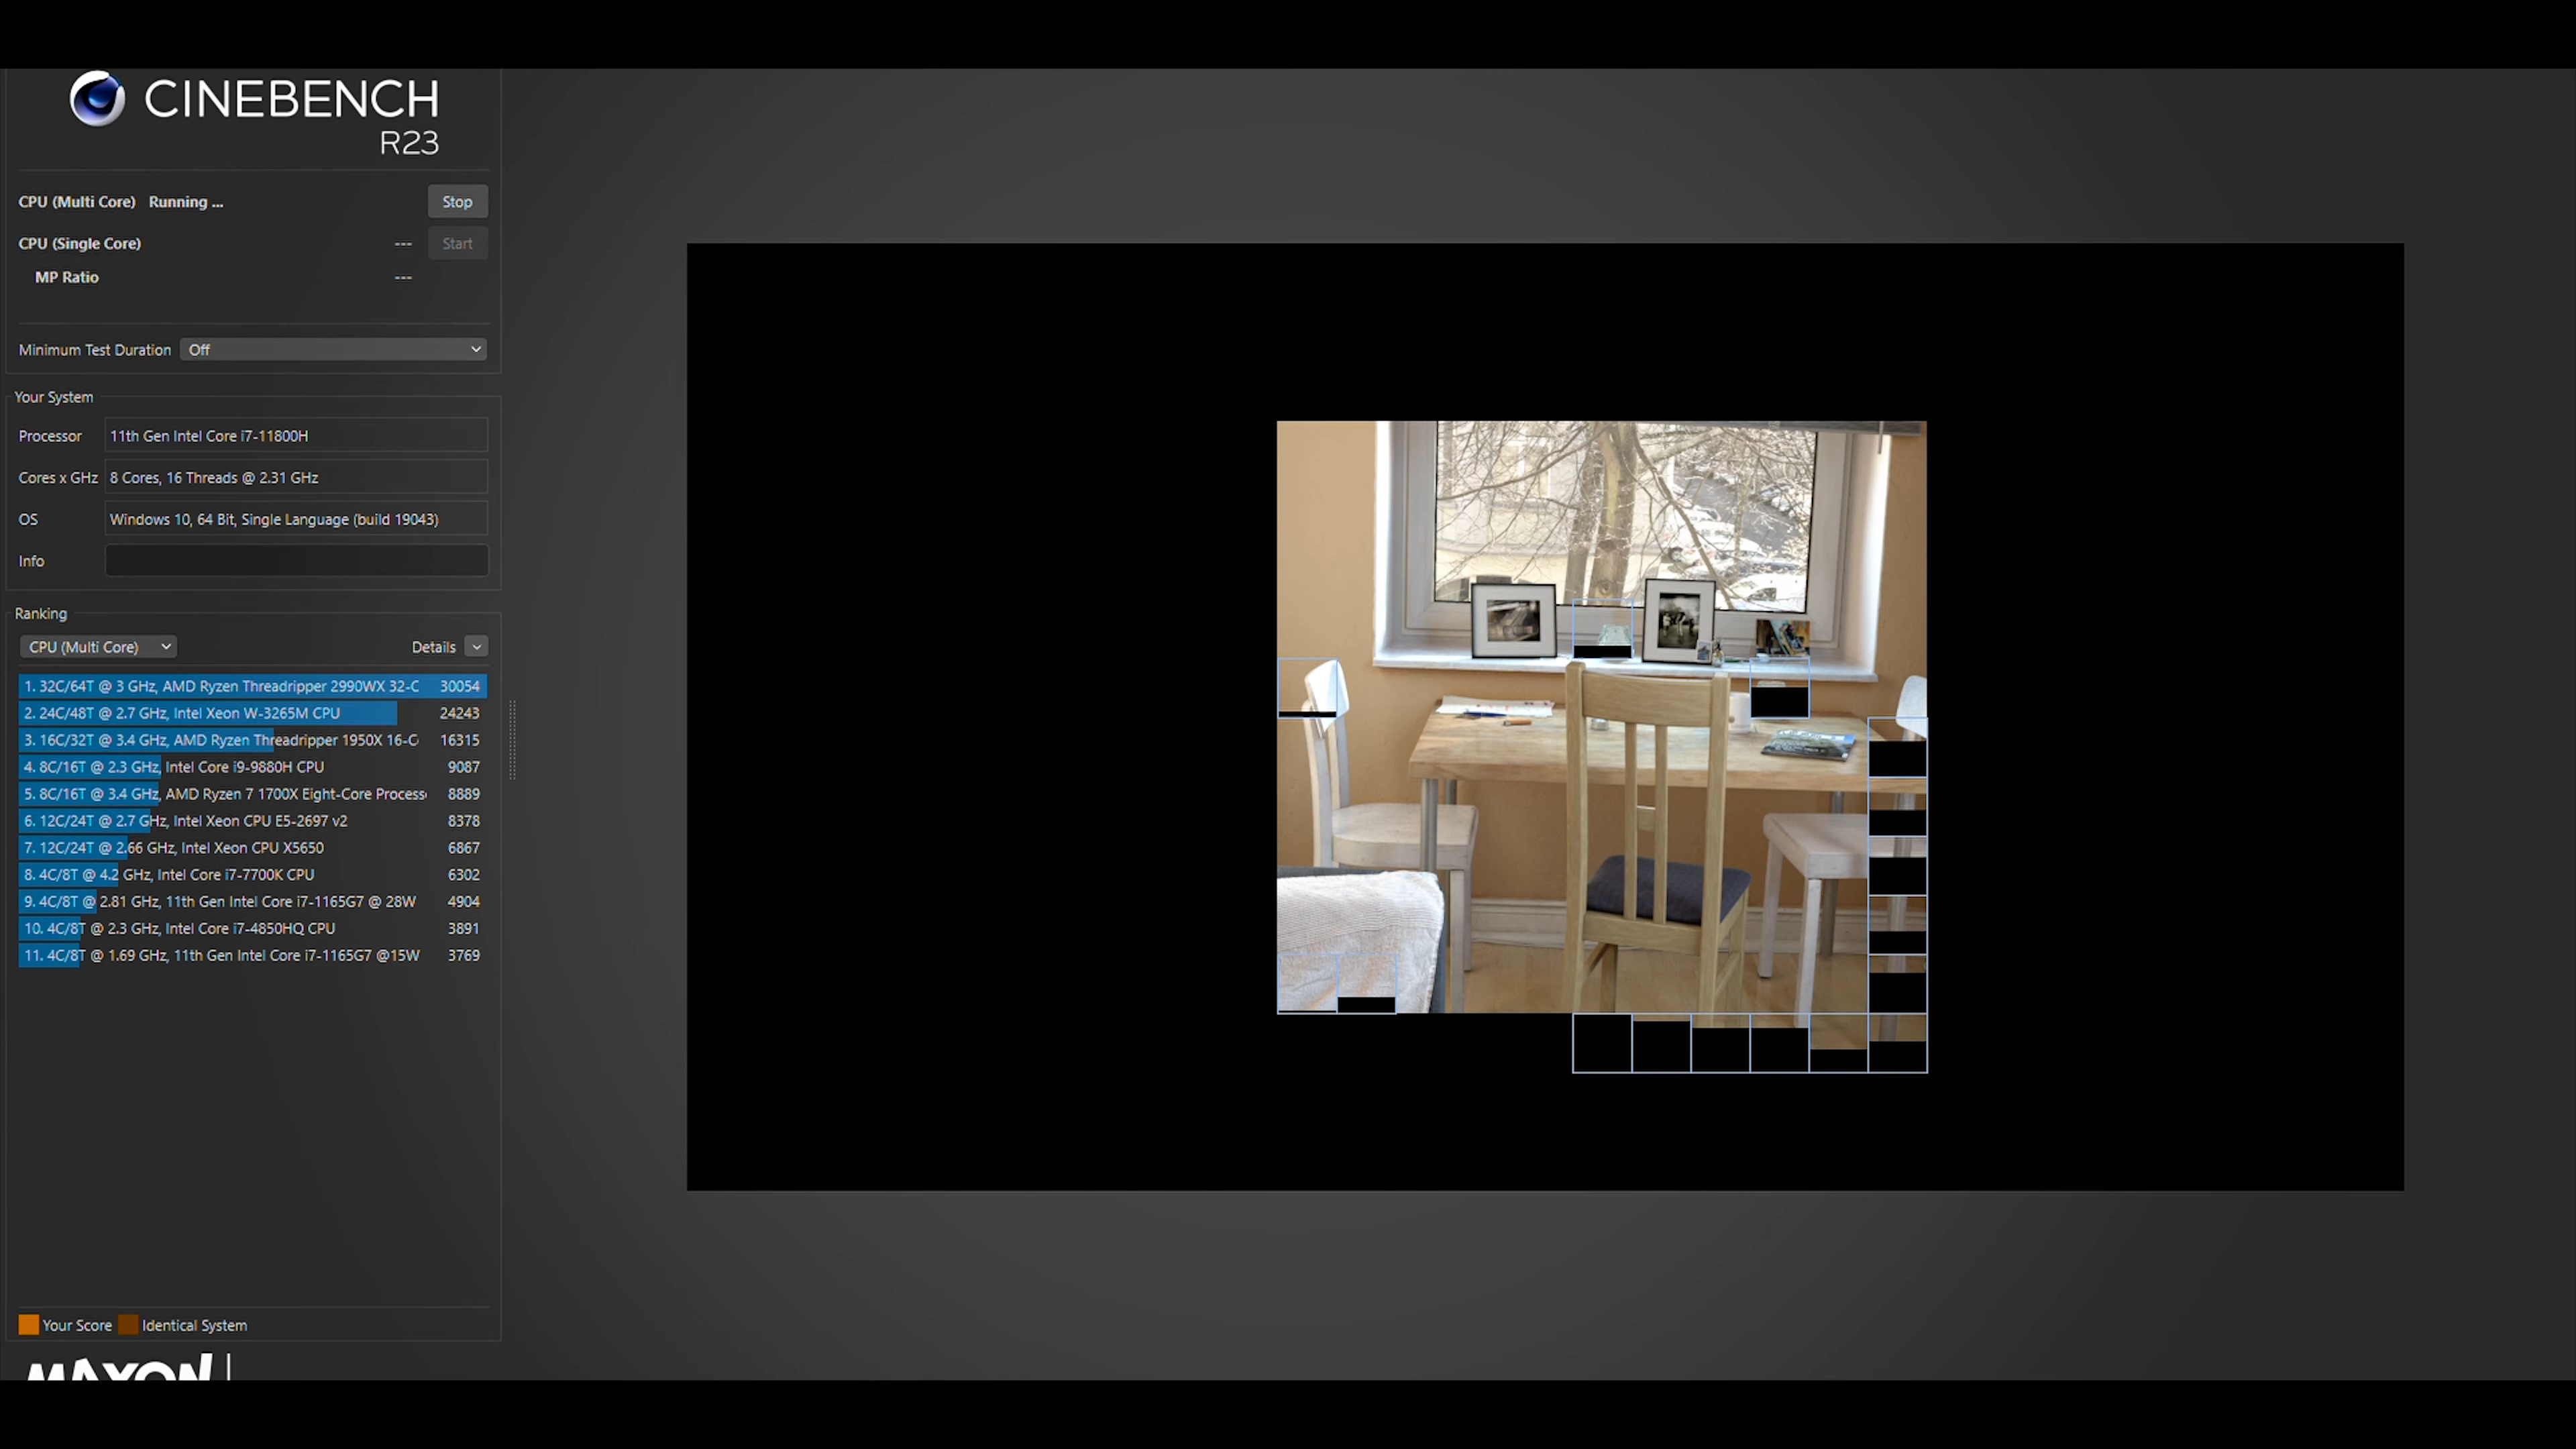 CINEBENCH
R23
CPU (Multi Core) Running ... Stop
CPU (Single Core) --- Start
MP Ratio ---
Minimum Test Duration Off
Your System
Processor 11th Gen Intel Core i7-11800H
Cores x GHz 8 Cores, 16 Threads @ 2.31 GHz
OS Windows 10, 64 Bit, Single Language (build 19043)
Info
Ranking
CPU (Multi Core) Details
1. 32C/64T @ 3 GHz, AMD Ryzen Threadripper 2990WX 32-C 30054
2. 24C/48T @ 2.7 GHz, Intel Xeon W-3265M CPU 24243
3. 16C/32T @ 3.4 GHz, AMD Ryzen Threadripper 1950X 16-C 16315
4. 8C/16T @ 2.3 GHz, Intel Core i9-9880H CPU 9087
5. 8C/16T @ 3.4 GHz, AMD Ryzen 7 1700X Eight-Core Process 8889
6. 12C/24T @ 2.7 GHz, Intel Xeon CPU E5-2697 v2 8378
7. 12C/24T @ 2.66 GHz, Intel Xeon CPU X5650 6867
8. 4C/8T @ 4.2 GHz, Intel Core i7-7700K CPU 6302
9. 4C/8T @ 2.81 GHz, 11th Gen Intel Core i7-1165G7 @ 28W 4904
10. 4C/8T @ 2.3 GHz, Intel Core i7-4850HQ CPU 3891
11. 4C/8T @ 1.69 GHz, 11th Gen Intel Core i7-1165G7 @15W 3769
Your Score Identical System
MAXON